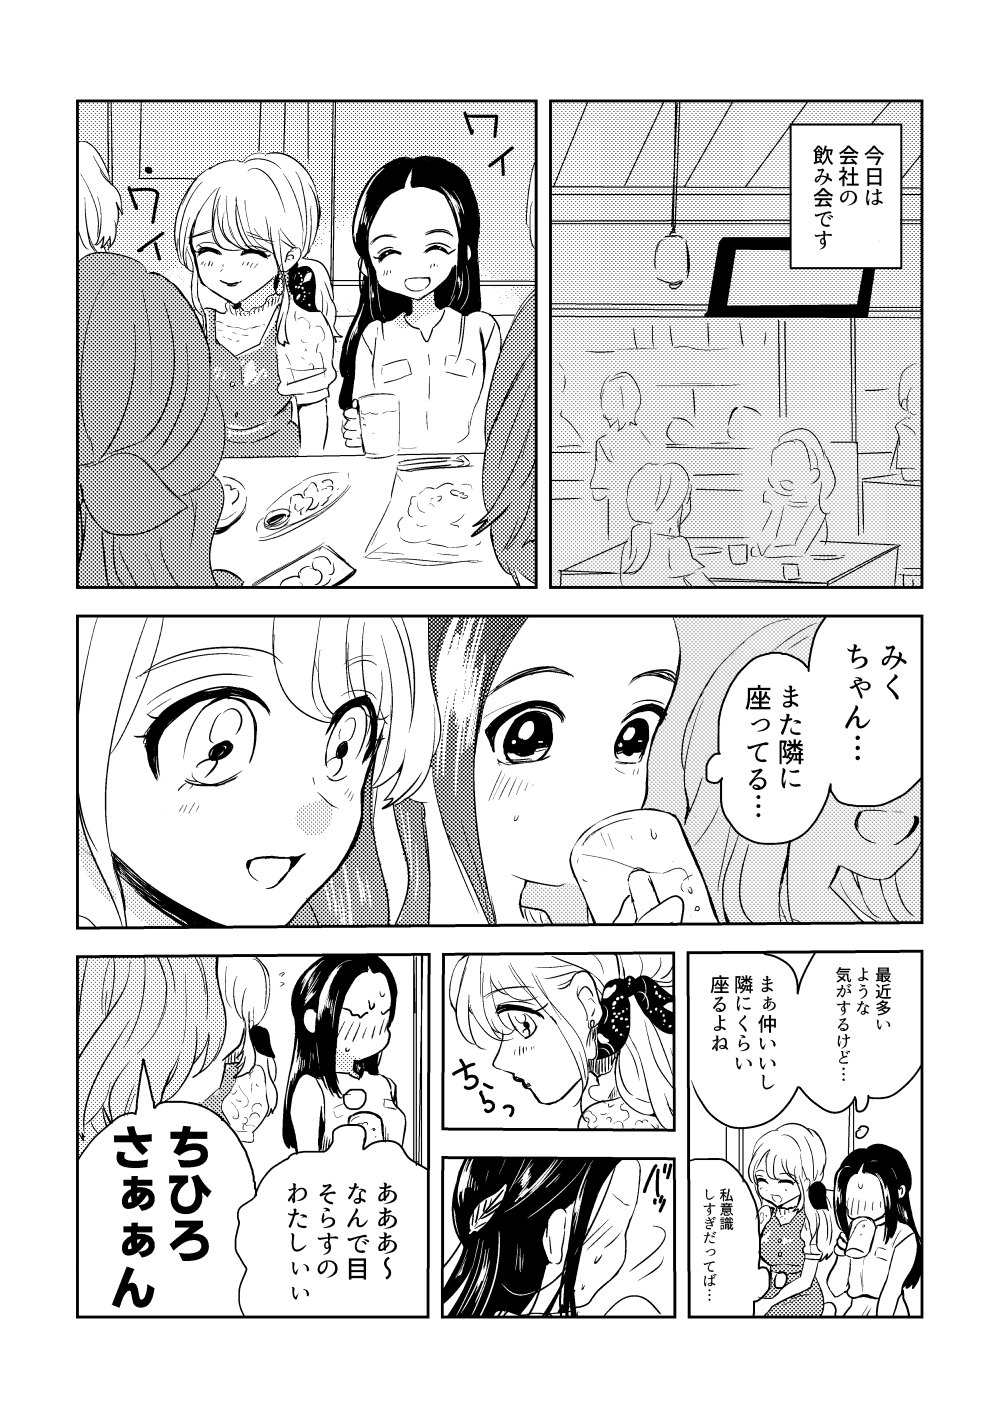 今日は
会社の
飲み会です
ワイ
ワイ
みく
ちゃん…
また隣に
座ってる…
最近多い
ような
気がするけど…
まぁ仲いいし
隣にくらい
座るよね
私意識
しすぎだってば…
ちらっ
バッ
あああ～
なんで目
そらすの
わたしぃぃ
ちひろ
さぁぁん